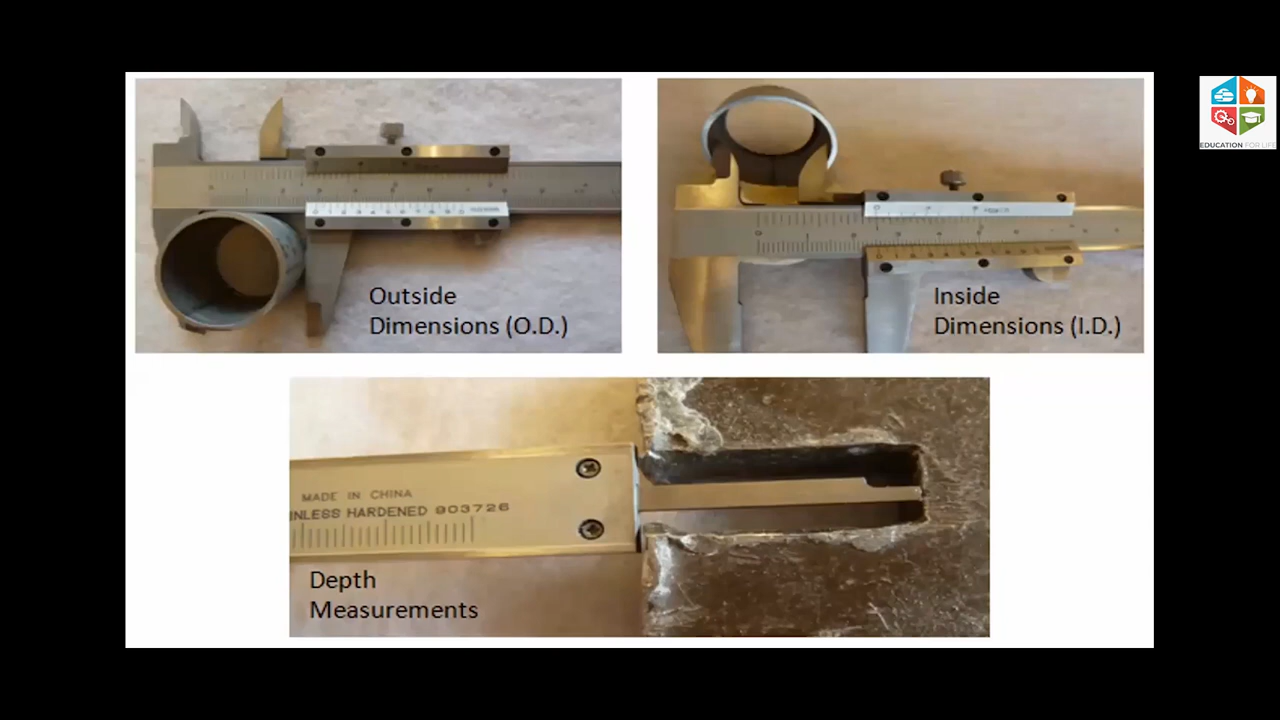 EDUCATION FOR LIFE
Outside
Dimensions (O.D.)
Inside
Dimensions (I.D.)
MADE IN CHINA
INLESS HARDENED 903726
Depth
Measurements